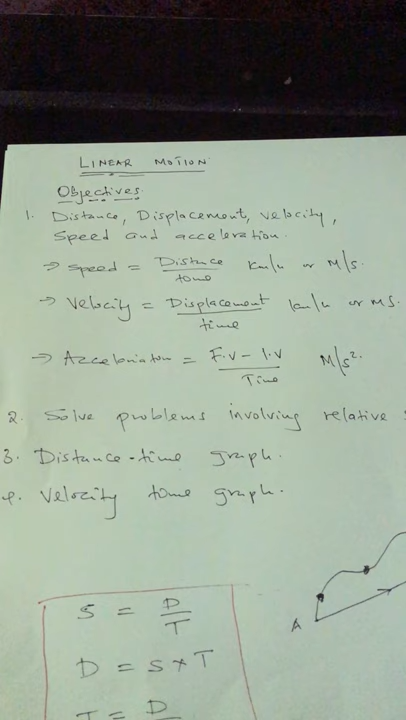 LINEAR MOTION
Objectives.
1. Distance, Displacement, velocity,
Speed and acceleration.
→ Speed = Distance / time Km/h or M/s.
→ Velocity = Displacement / time km/h or MS.
→ Acceleration = F.V - I.V / Time M/s².
2. Solve problems involving relative s
3. Distance-time graph.
4. Velocity time graph.
S = D / T
D = S × T
T = D
A